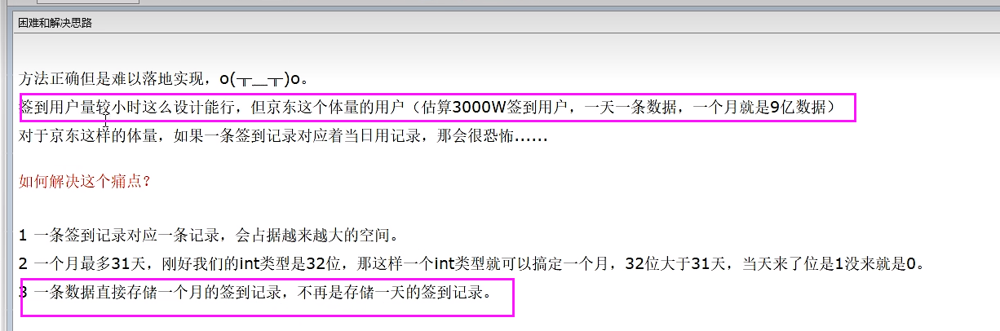 困难和解决思路
方法正确但是难以落地实现，o(╥﹏╥)o。
签到用户量较小时这么设计能行，但京东这个体量的用户（估算3000W签到用户，一天一条数据，一个月就是9亿数据）
对于京东这样的体量，如果一条签到记录对应着当日用记录，那会很恐怖......
如何解决这个痛点？
1 一条签到记录对应一条记录，会占据越来越大的空间。
2 一个月最多31天，刚好我们的int类型是32位，那这样一个int类型就可以搞定一个月，32位大于31天，当天来了位是1没来就是0。
3 一条数据直接存储一个月的签到记录，不再是存储一天的签到记录。